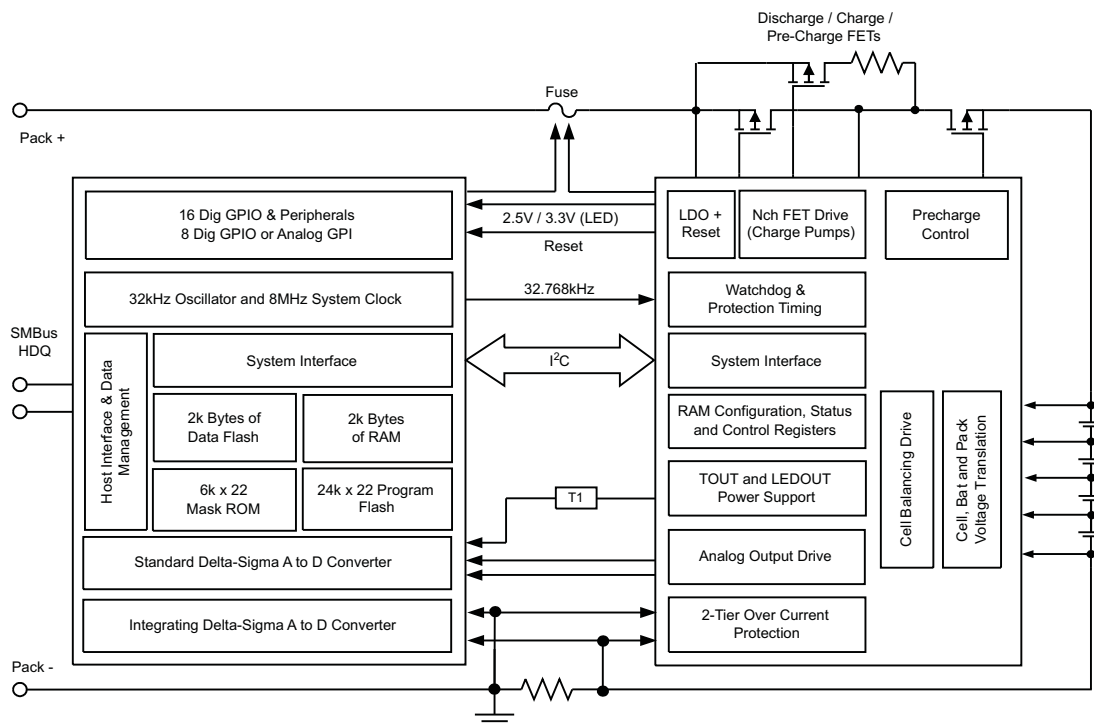 Discharge / Charge /
Pre-Charge FETs
Fuse
Pack +
16 Dig GPIO & Peripherals
8 Dig GPIO or Analog GPI
2.5V / 3.3V (LED)
Reset
LDO +
Reset
Nch FET Drive
(Charge Pumps)
Precharge
Control
32kHz Oscillator and 8MHz System Clock
32.768kHz
Watchdog &
Protection Timing
SMBus
HDQ
Host Interface & Data
Management
System Interface
I²C
System Interface
2k Bytes of
Data Flash
2k Bytes
of RAM
RAM Configuration, Status
and Control Registers
6k x 22
Mask ROM
24k x 22 Program
Flash
T1
TOUT and LEDOUT
Power Support
Cell Balancing Drive
Cell, Bat and Pack
Voltage Translation
Standard Delta-Sigma A to D Converter
Analog Output Drive
Integrating Delta-Sigma A to D Converter
2-Tier Over Current
Protection
Pack -